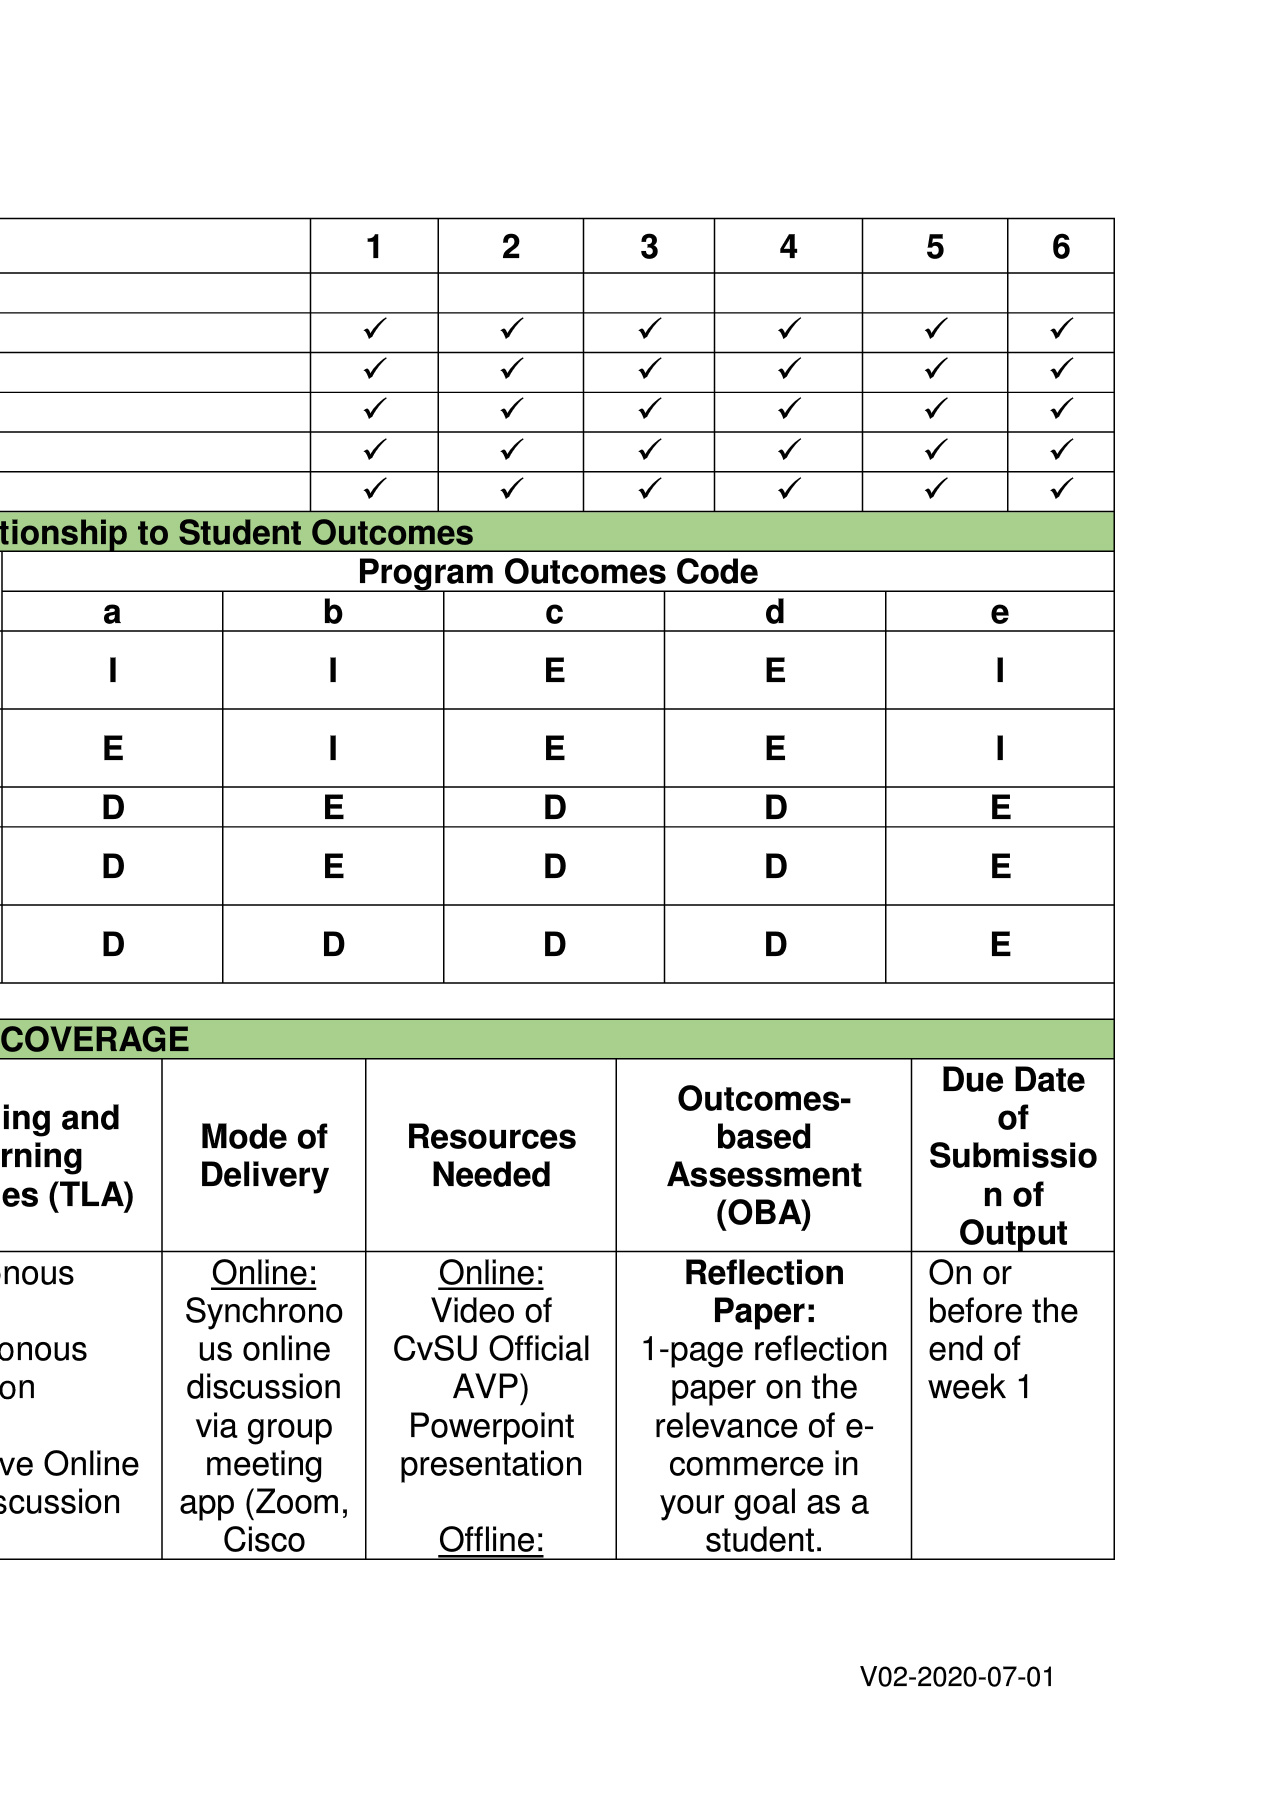 1 2 3 4 5 6
✓ ✓ ✓ ✓ ✓ ✓
✓ ✓ ✓ ✓ ✓ ✓
✓ ✓ ✓ ✓ ✓ ✓
✓ ✓ ✓ ✓ ✓ ✓
✓ ✓ ✓ ✓ ✓ ✓
tionship to Student Outcomes
Program Outcomes Code
a b c d e
I I E E I
E I E E I
D E D D E
D E D D E
D D D D E
COVERAGE
ing and
rning
es (TLA)
Mode of
Delivery
Resources
Needed
Outcomes-
based
Assessment
(OBA)
Due Date
of
Submissio
n of
Output
nous
onous
on
ve Online
scussion
Online:
Synchrono
us online
discussion
via group
meeting
app (Zoom,
Cisco
Online:
Video of
CvSU Official
AVP)
Powerpoint
presentation
Offline:
Reflection
Paper:
1-page reflection
paper on the
relevance of e-
commerce in
your goal as a
student.
On or
before the
end of
week 1
V02-2020-07-01